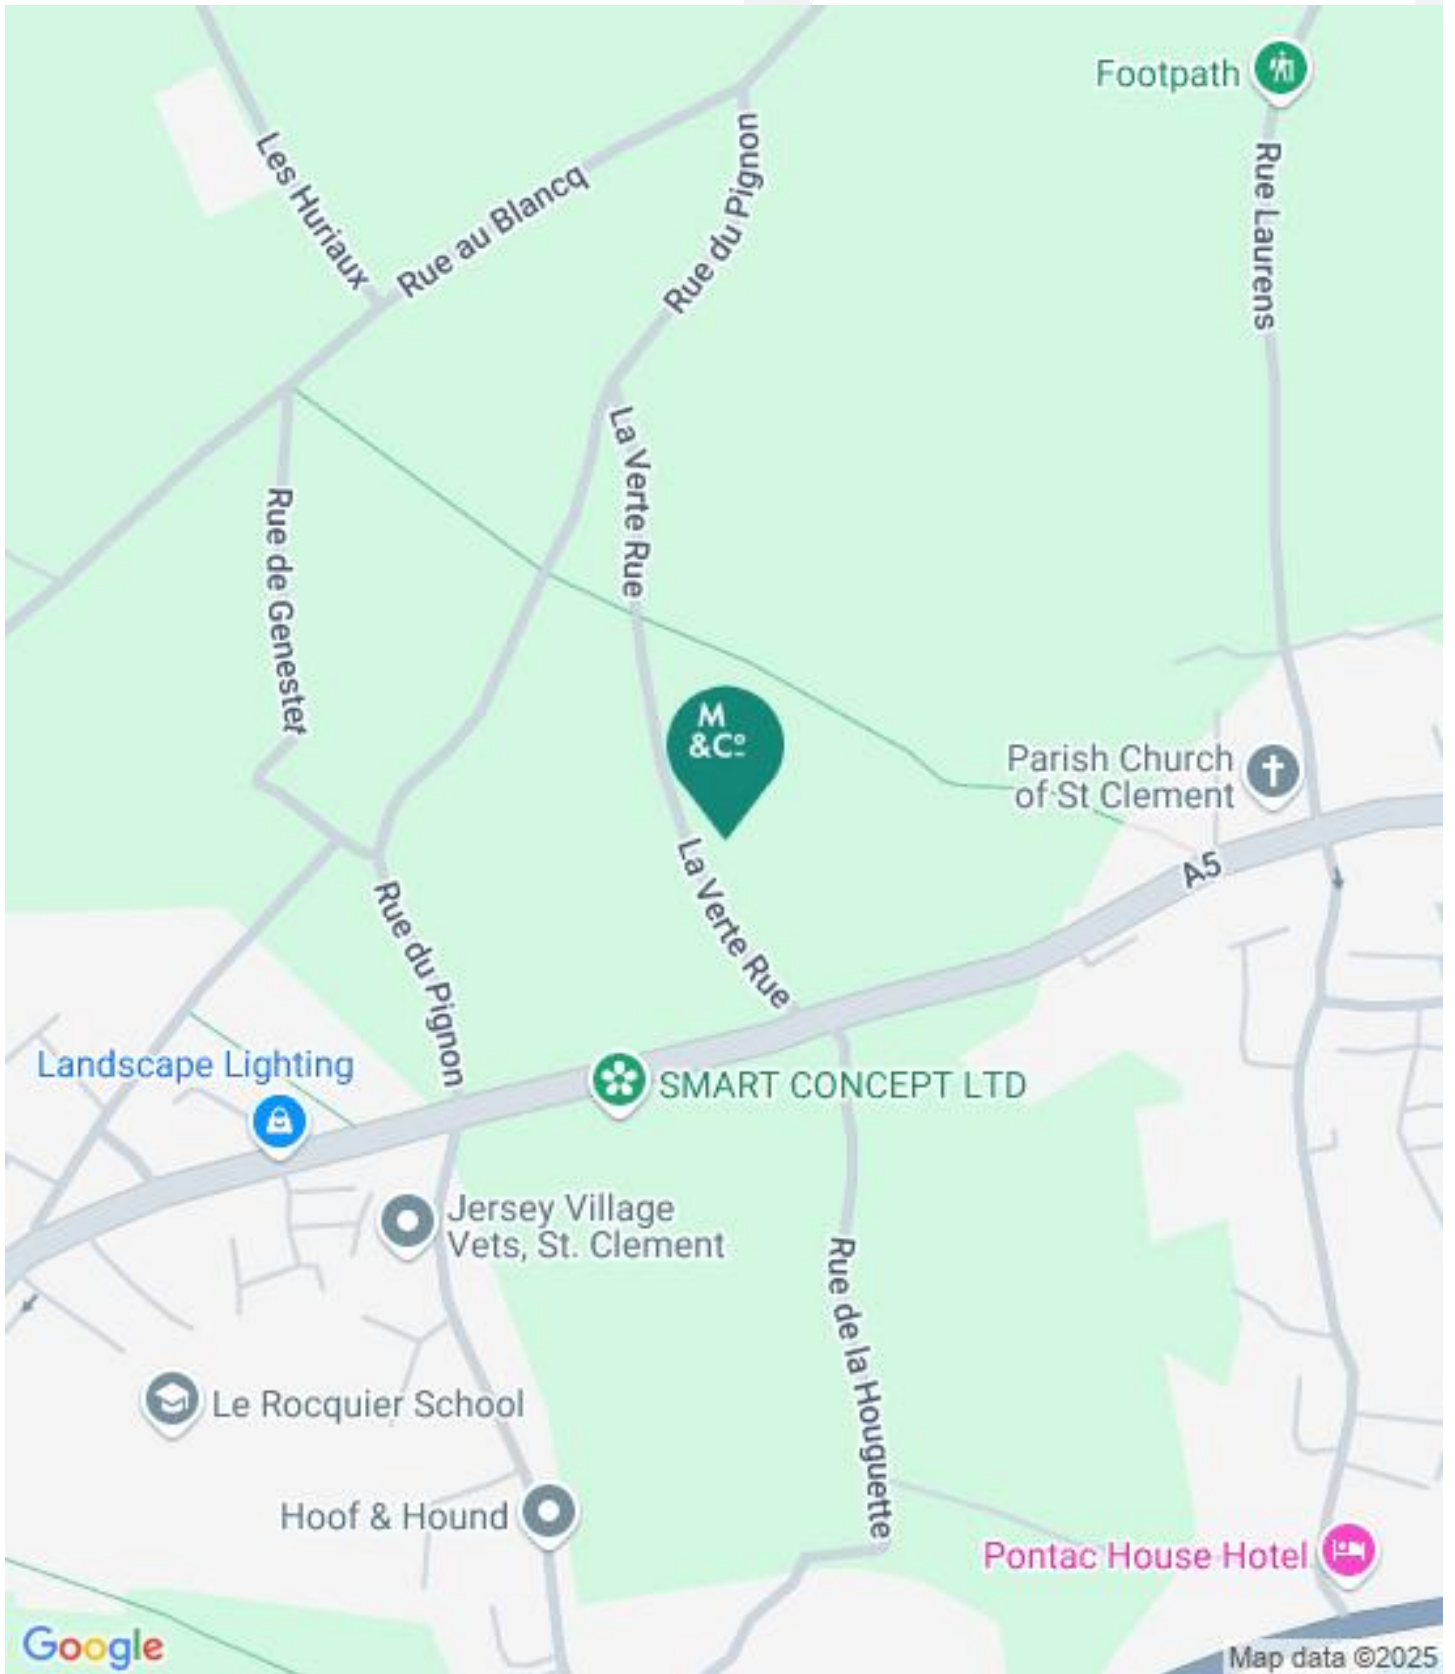 Footpath
Les Huriaux
Rue au Blancq
Rue du Pignon
Rue Laurens
La Verte Rue
Rue de Genestet
M
&Cº
Parish Church
of St Clement
La Verte Rue
A5
Rue du Pignon
Landscape Lighting
SMART CONCEPT LTD
Jersey Village
Vets, St. Clement
Rue de la Houguette
Le Rocquier School
Hoof & Hound
Pontac House Hotel
Google
Map data ©2025